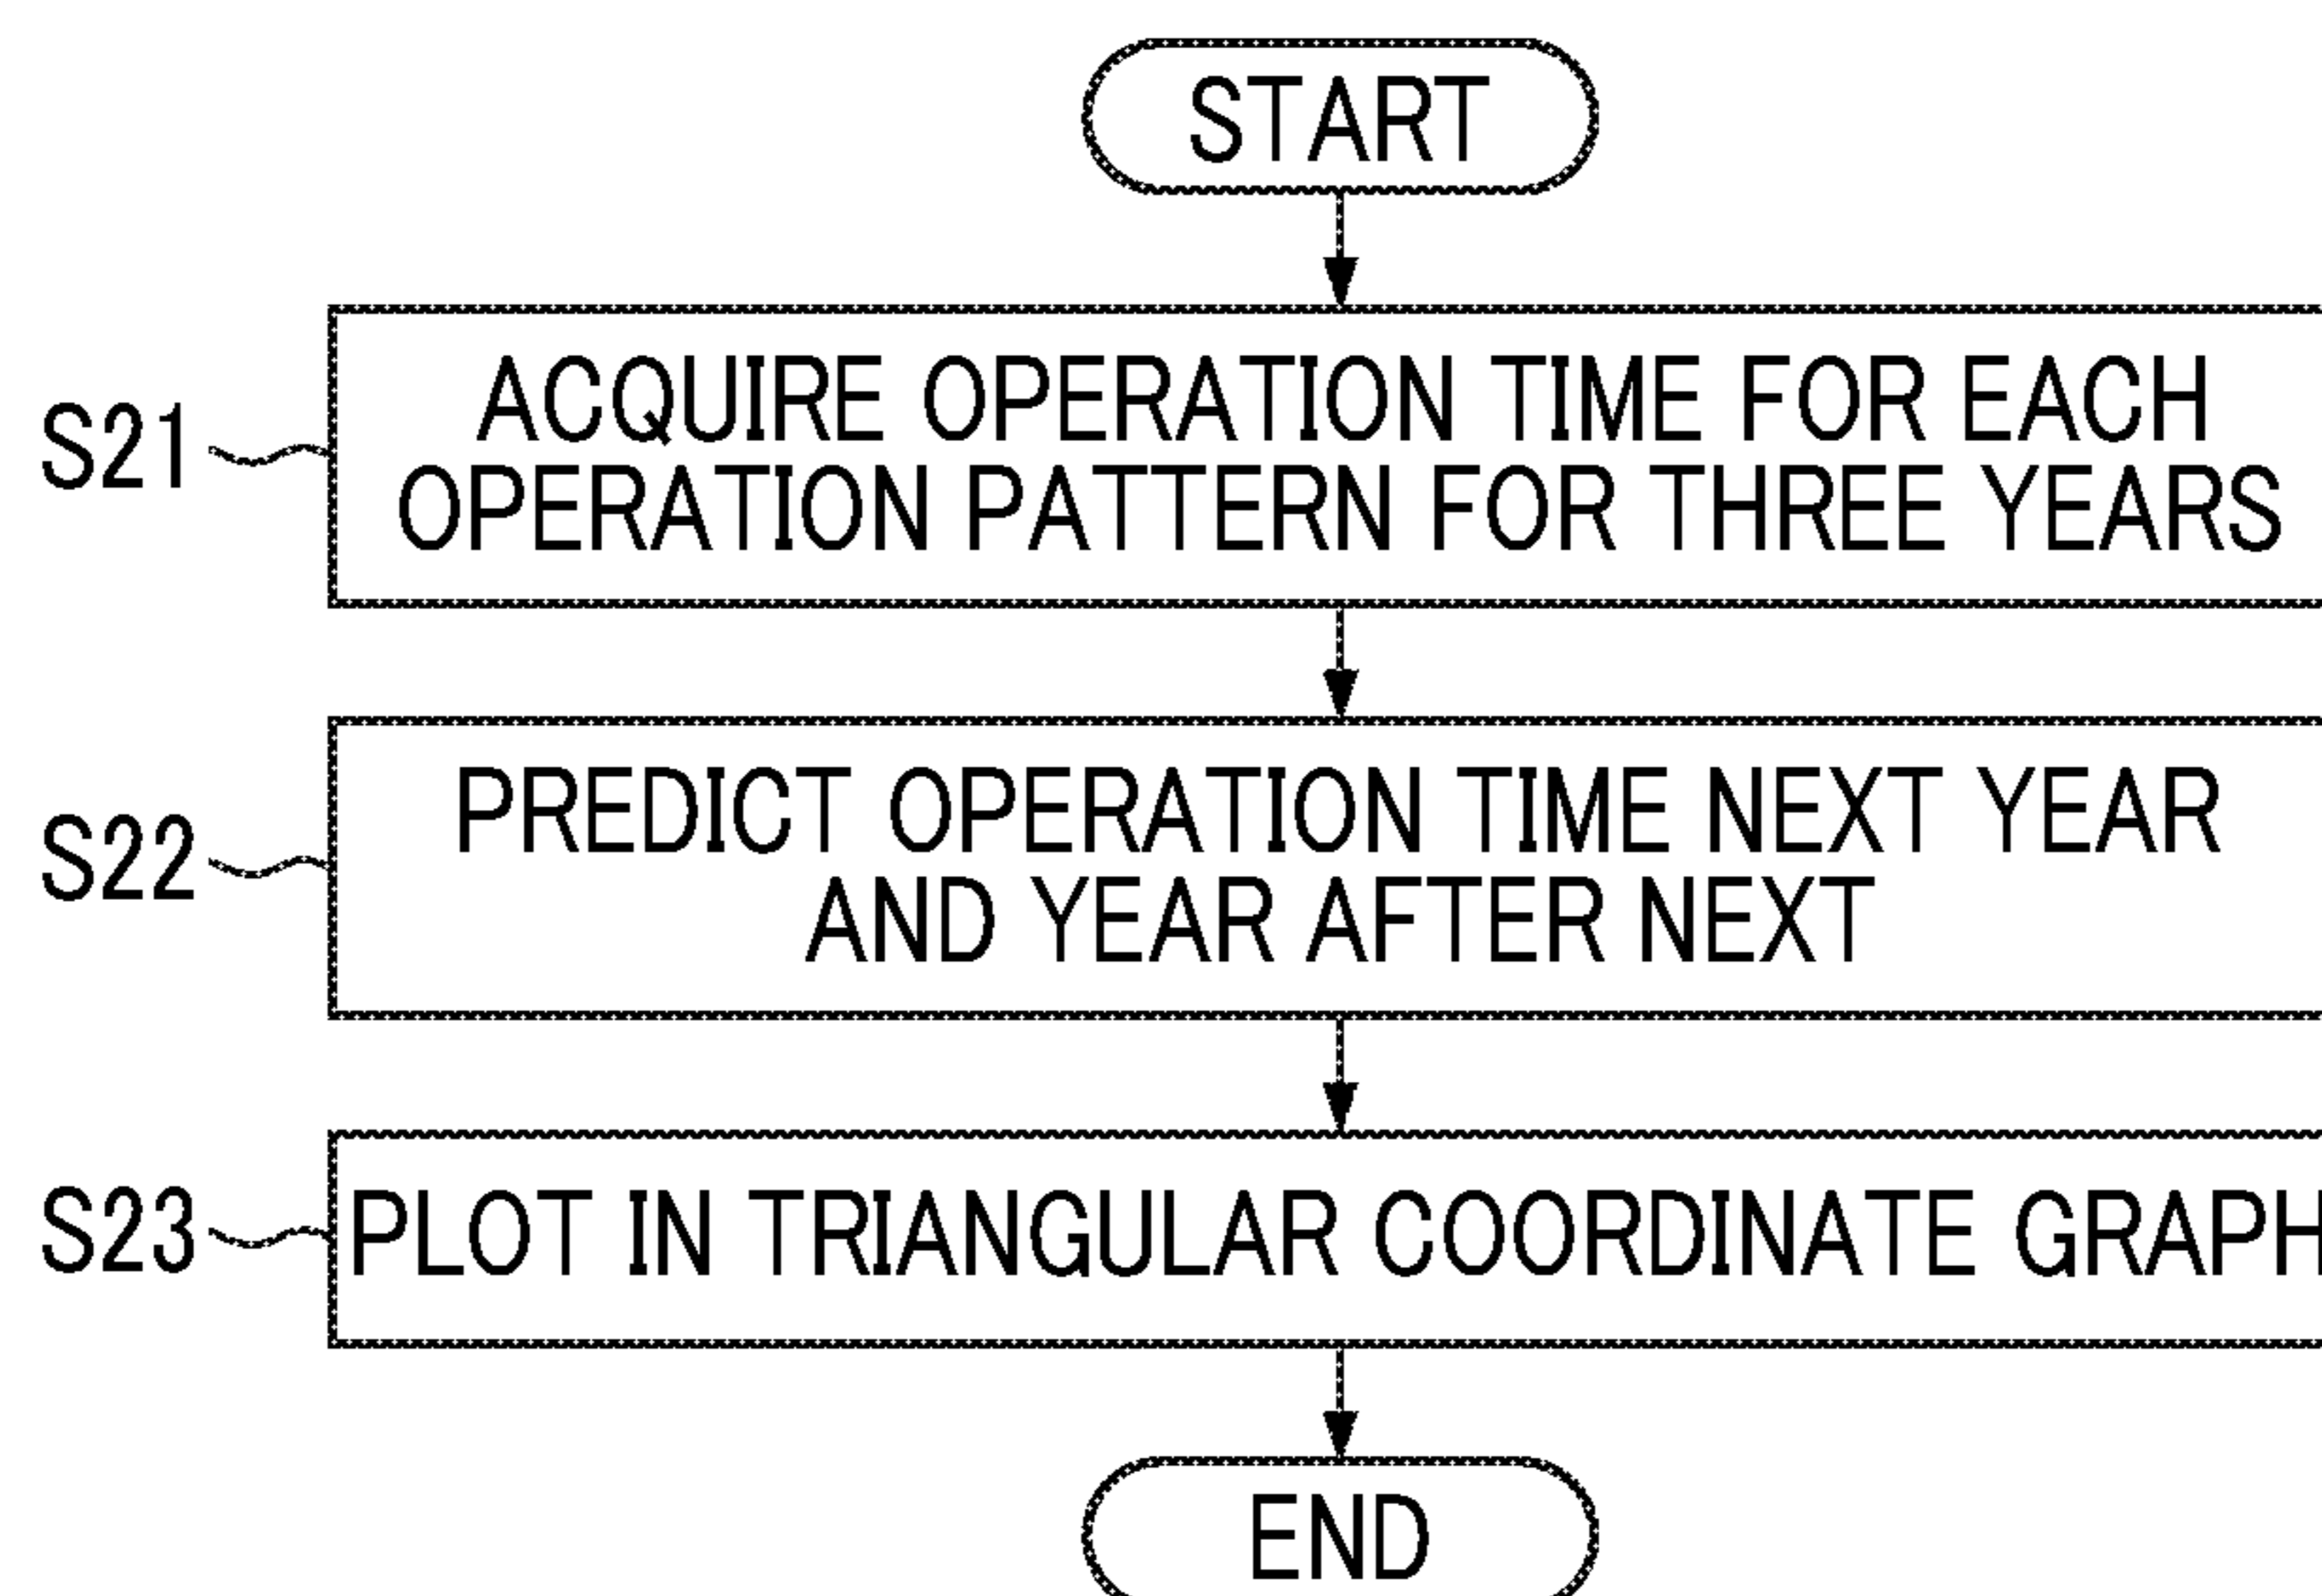 START
S21
ACQUIRE OPERATION TIME FOR EACH
OPERATION PATTERN FOR THREE YEARS
S22
PREDICT OPERATION TIME NEXT YEAR
AND YEAR AFTER NEXT
S23
PLOT IN TRIANGULAR COORDINATE GRAPH
END